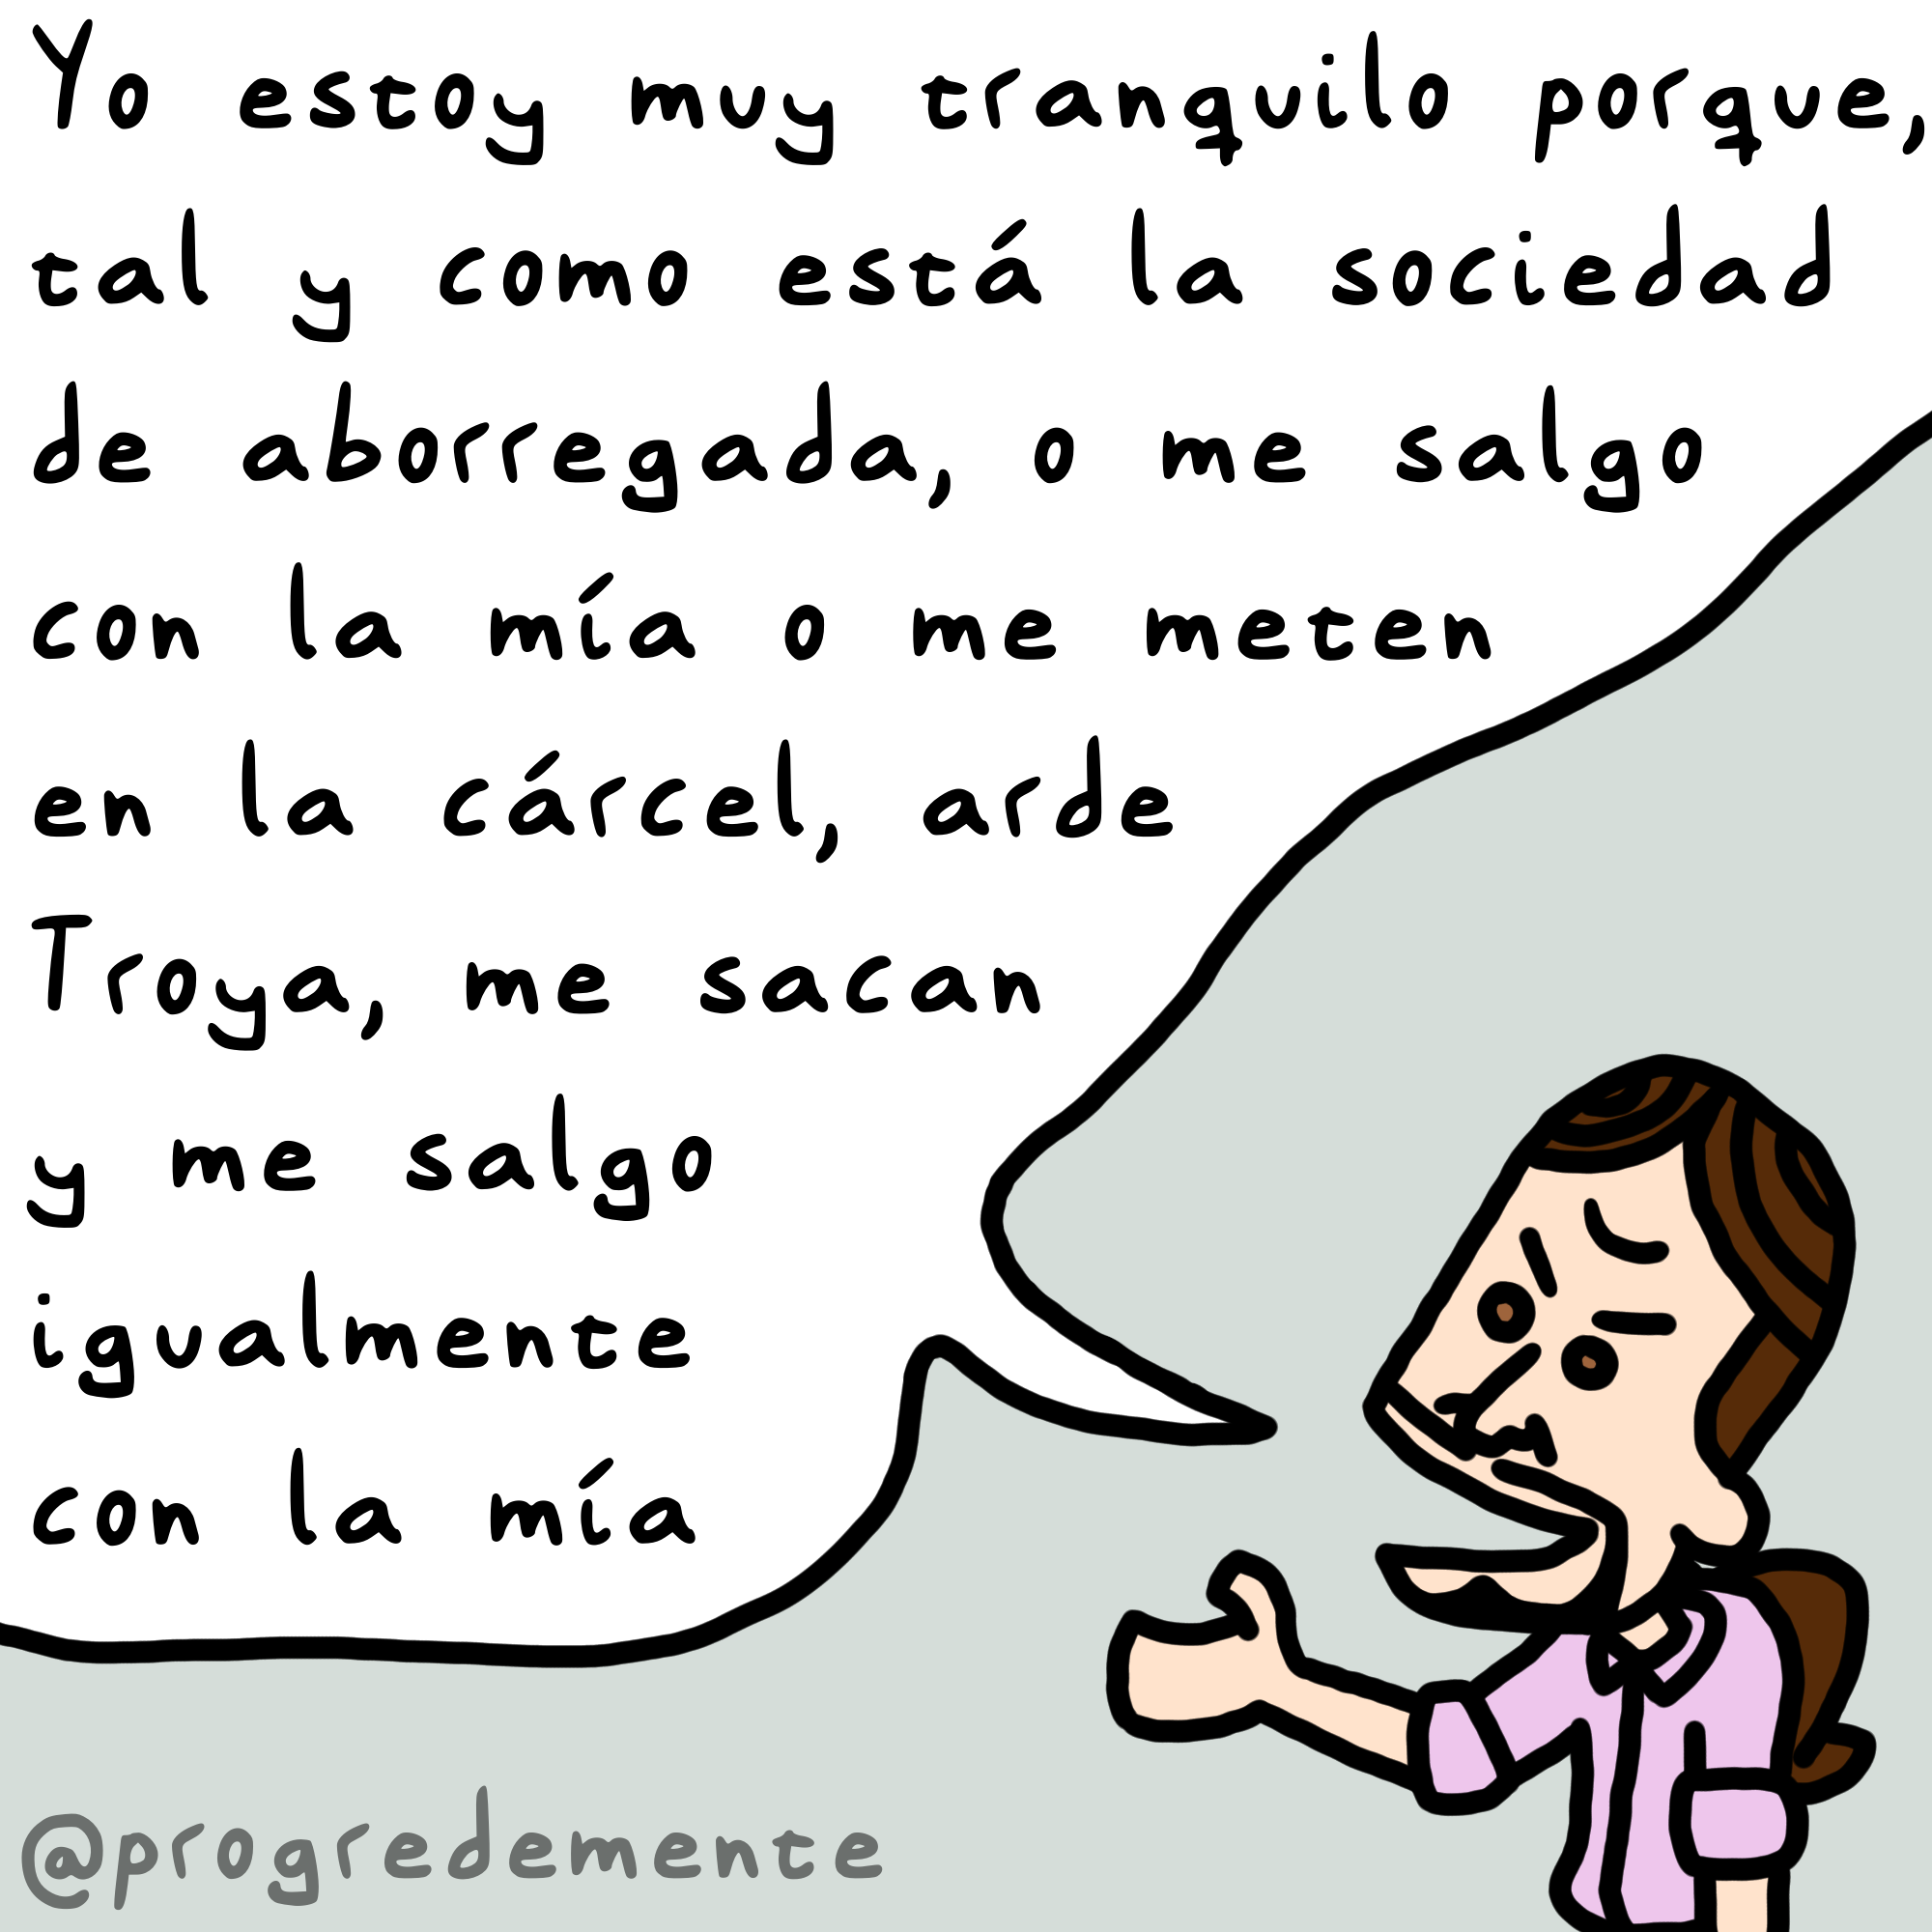 Yo estoy muy tranquilo porque,
tal y como está la sociedad
de aborregada, o me salgo
con la mía o me meten
en la cárcel, arde
Troya, me sacan
y me salgo
igualmente
con la mía
@progredemente